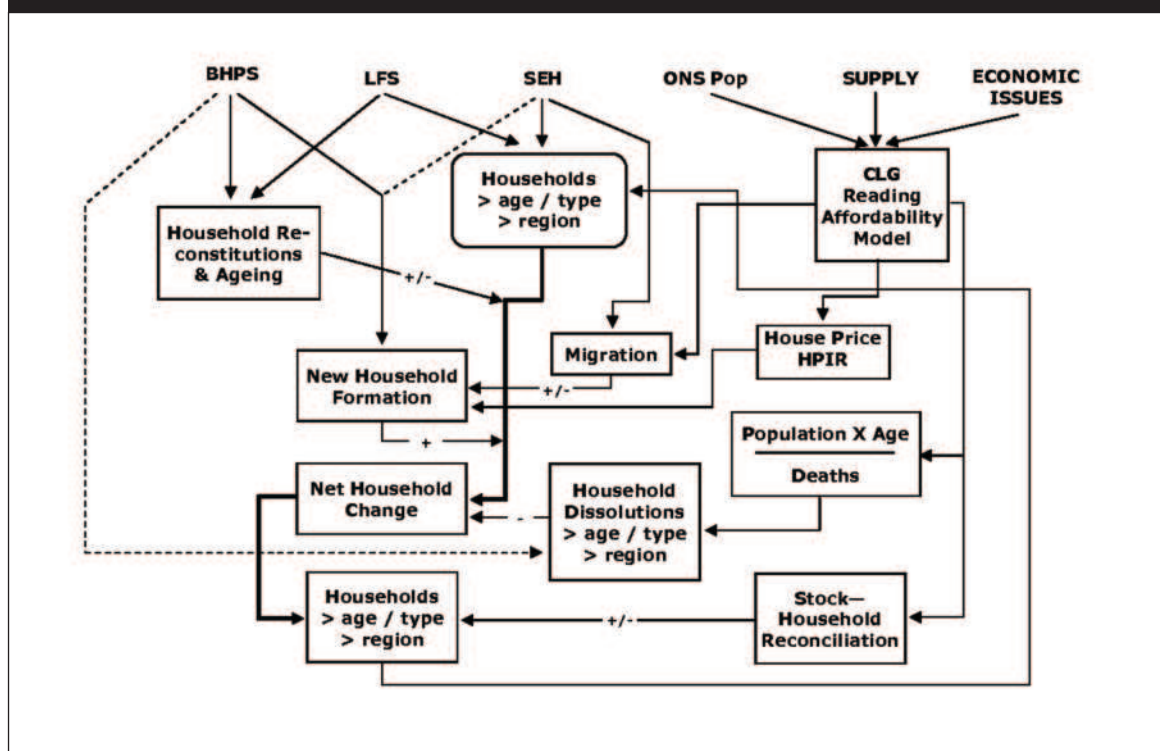 BHPS
LFS
SEH
ONS Pop
SUPPLY
ECONOMIC
ISSUES
Households
> age / type
> region
CLG
Reading
Affordability
Model
Household Re-
constitutions
& Ageing
+/-
Migration
House Price
HPIR
New Household
Formation
+/-
+
Population X Age
Deaths
Net Household
Change
-
Household
Dissolutions
> age / type
> region
Households
> age / type
> region
+/-
Stock—
Household
Reconciliation